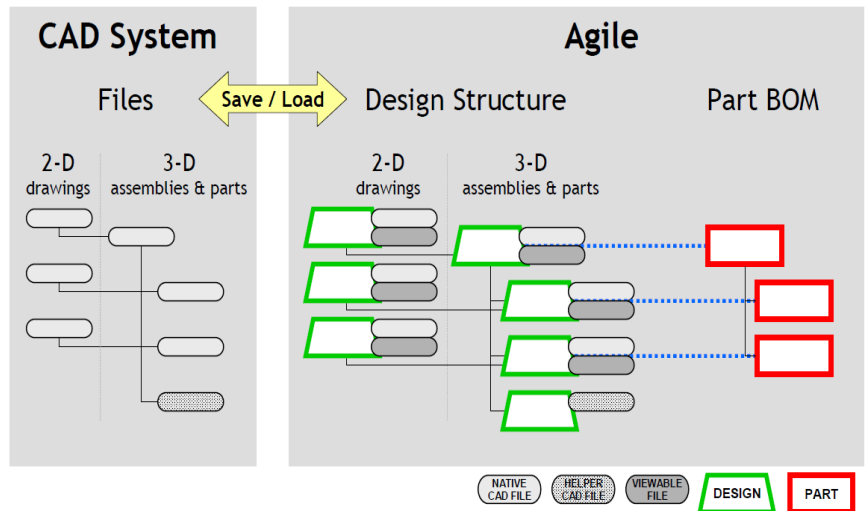 CAD System
Agile
Files
Save / Load
Design Structure
Part BOM
2-D
drawings
3-D
assemblies & parts
2-D
drawings
3-D
assemblies & parts
NATIVE
CAD FILE
HELPER
CAD FILE
VIEWABLE
FILE
DESIGN
PART